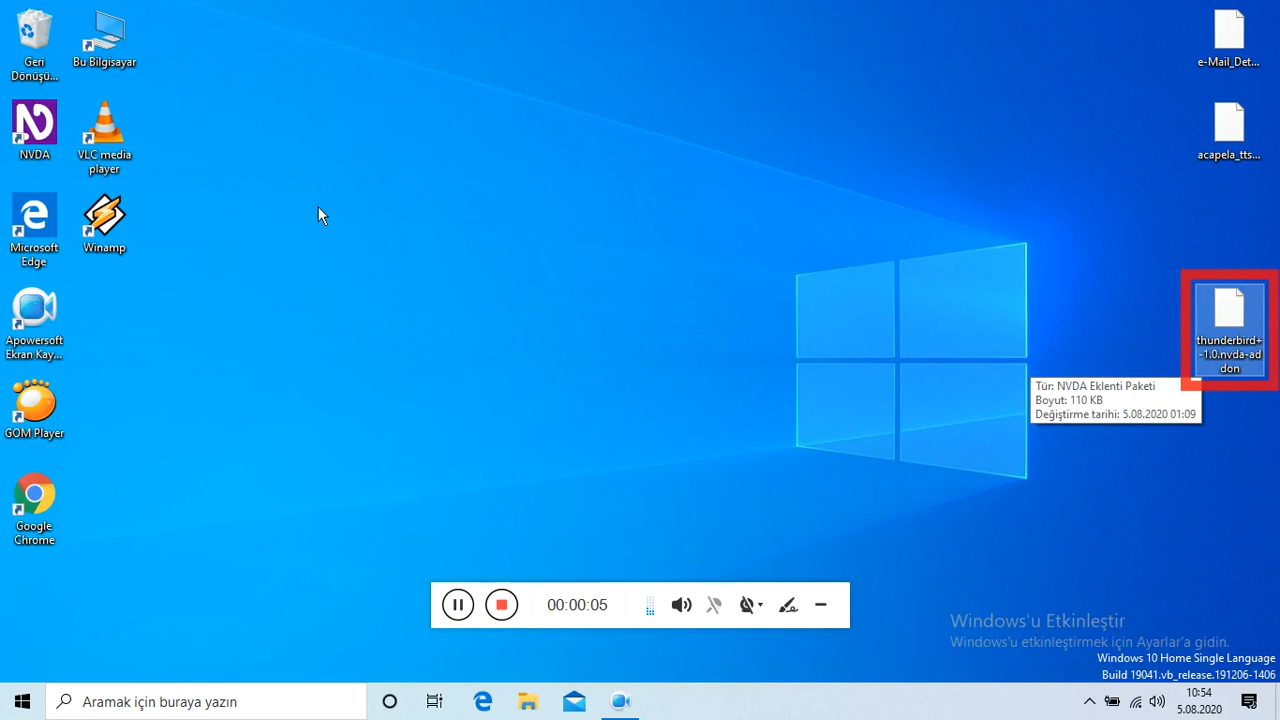 Geri
Dönüşü...
Bu Bilgisayar
NVDA
VLC media
player
Microsoft
Edge
Winamp
Apowersoft
Ekran Kay...
GOM Player
Google
Chrome
e-Mail_Det...
acapela_tts...
thunderbird+
-1.0.nvda-ad
don
Tür: NVDA Eklenti Paketi
Boyut: 110 KB
Değiştirme tarihi: 5.08.2020 01:09
00:00:05
Windows'u Etkinleştir
Windows'u etkinleştirmek için Ayarlar'a gidin.
Windows 10 Home Single Language
Build 19041.vb_release.191206-1406
Aramak için buraya yazın
10:54
5.08.2020